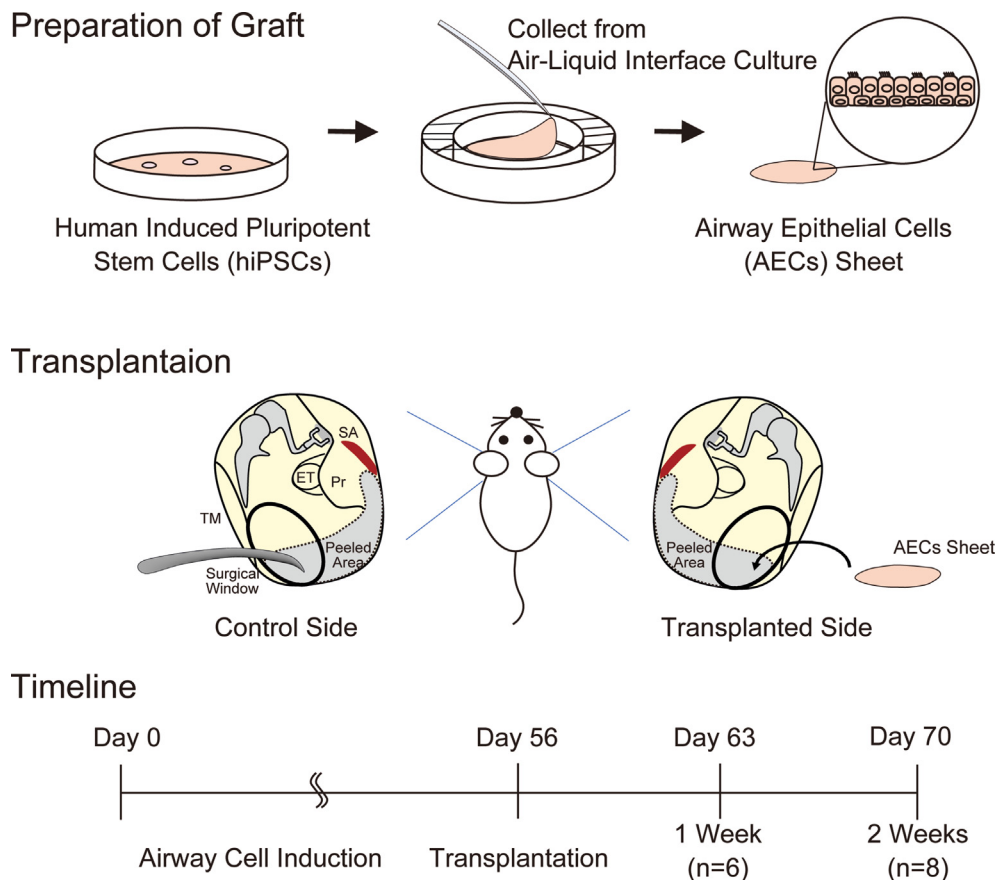 Preparation of Graft
Collect from
Air-Liquid Interface Culture
Human Induced Pluripotent
Stem Cells (hiPSCs)
Airway Epithelial Cells
(AECs) Sheet
Transplantaion
SA
ET
Pr
TM
Peeled
Area
Surgical
Window
Control Side
Peeled
Area
AECs Sheet
Transplanted Side
Timeline
Day 0
Day 56
Day 63
Day 70
Airway Cell Induction
Transplantation
1 Week
(n=6)
2 Weeks
(n=8)